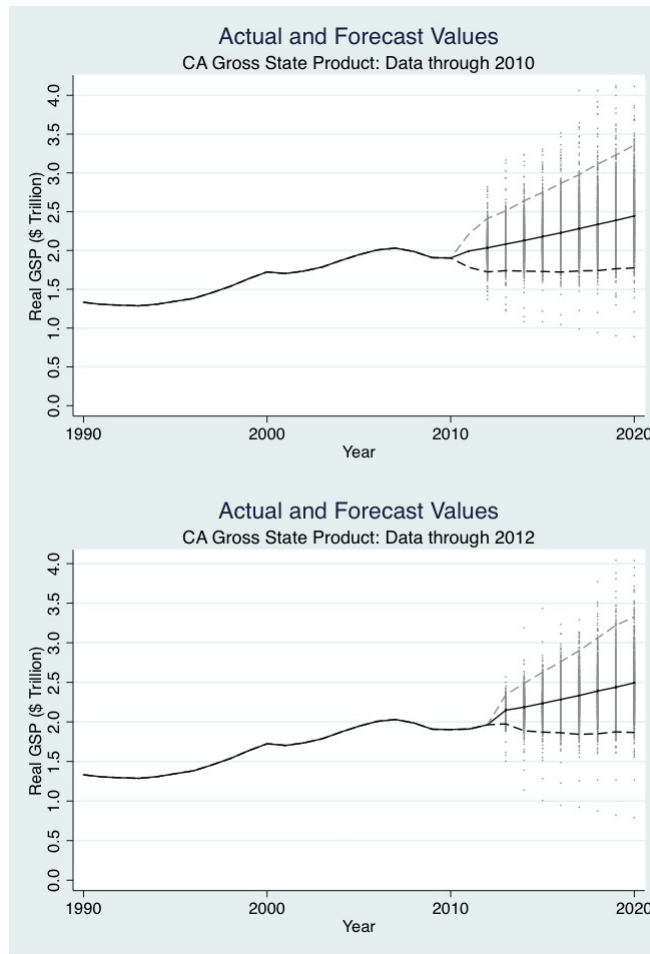 Actual and Forecast Values
CA Gross State Product: Data through 2010
Real GSP ($ Trillion)
4.0
3.5
3.0
2.5
2.0
1.5
1.0
0.5
0.0
1990 2000 2010 2020
Year
Actual and Forecast Values
CA Gross State Product: Data through 2012
Real GSP ($ Trillion)
4.0
3.5
3.0
2.5
2.0
1.5
1.0
0.5
0.0
1990 2000 2010 2020
Year